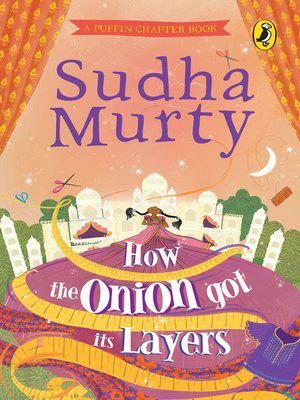 A PUFFIN CHAPTER BOOK
Sudha
Murty
How
the Onion got
its Layers